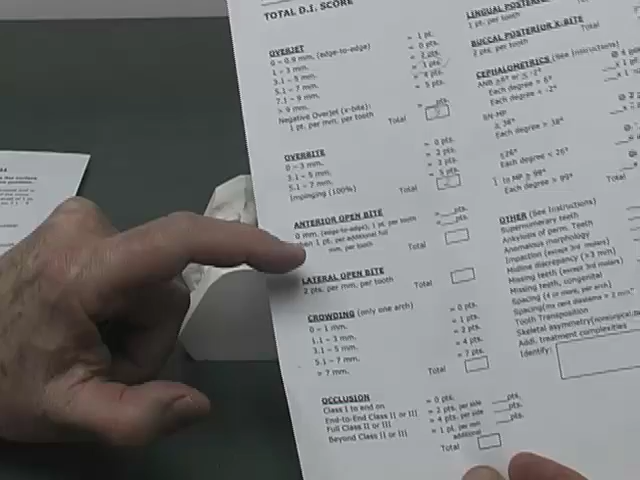 TOTAL D.I. SCORE
OVERJET
0 – 0.9 mm. (edge-to-edge) = 1 pt.
1 – 3 mm. = 0 pts.
3.1 – 5 mm. = 2 pts.
5.1 – 7 mm. = 3 pts.
7.1 – 9 mm. = 4 pts.
> 9 mm. = 5 pts.
Negative Overjet (x-bite):
1 pt. per mm, per tooth = pts.
Total
OVERBITE
0 – 3 mm. = 0 pts.
3.1 – 5 mm. = 2 pts.
5.1 – 7 mm. = 3 pts.
Impinging (100%) = 5 pts.
Total
ANTERIOR OPEN BITE
0 mm. (edge-to-edge), 1 pt. per tooth = pts.
then 1 pt. per additional full = pts.
mm, per tooth
Total
LATERAL OPEN BITE
2 pts. per mm, per tooth
Total
CROWDING (only one arch)
0 – 1 mm. = 0 pts.
1.1 – 3 mm. = 1 pts.
3.1 – 5 mm. = 2 pts.
5.1 – 7 mm. = 4 pts.
> 7 mm. = 7 pts.
Total
OCCLUSION
Class I to end on = 0 pts.
End-to-End Class II or III = 2 pts. per side pts.
Full Class II or III = 4 pts. per side pts.
Beyond Class II or III = 1 pt. per mm pts.
additional
Total
LINGUAL POSTERIOR
1 pt. per tooth Total
BUCCAL POSTERIOR X-BITE
2 pts. per tooth Total
CEPHALOMETRICS (See Instructions)
ANB ≥ 6° or ≤ -2° @ 4
Each degree > 6° x 1
Each degree < -2° x 1
SN-MP
≥ 38° @ 2
Each degree > 38°
≤ 26°
Each degree < 26°
1 to MP ≥ 99°
Each degree > 99°
Total
OTHER (See Instructions)
Supernumerary teeth
Ankylosis of perm. Teeth
Anomalous morphology
Impaction (except 3rd molars)
Midline discrepancy (>3 mm)
Missing teeth (except 3rd molars)
Missing teeth, congenital
Spacing (4 or more, per arch)
Tooth Transposition
Addl. treatment complexities
Identify: